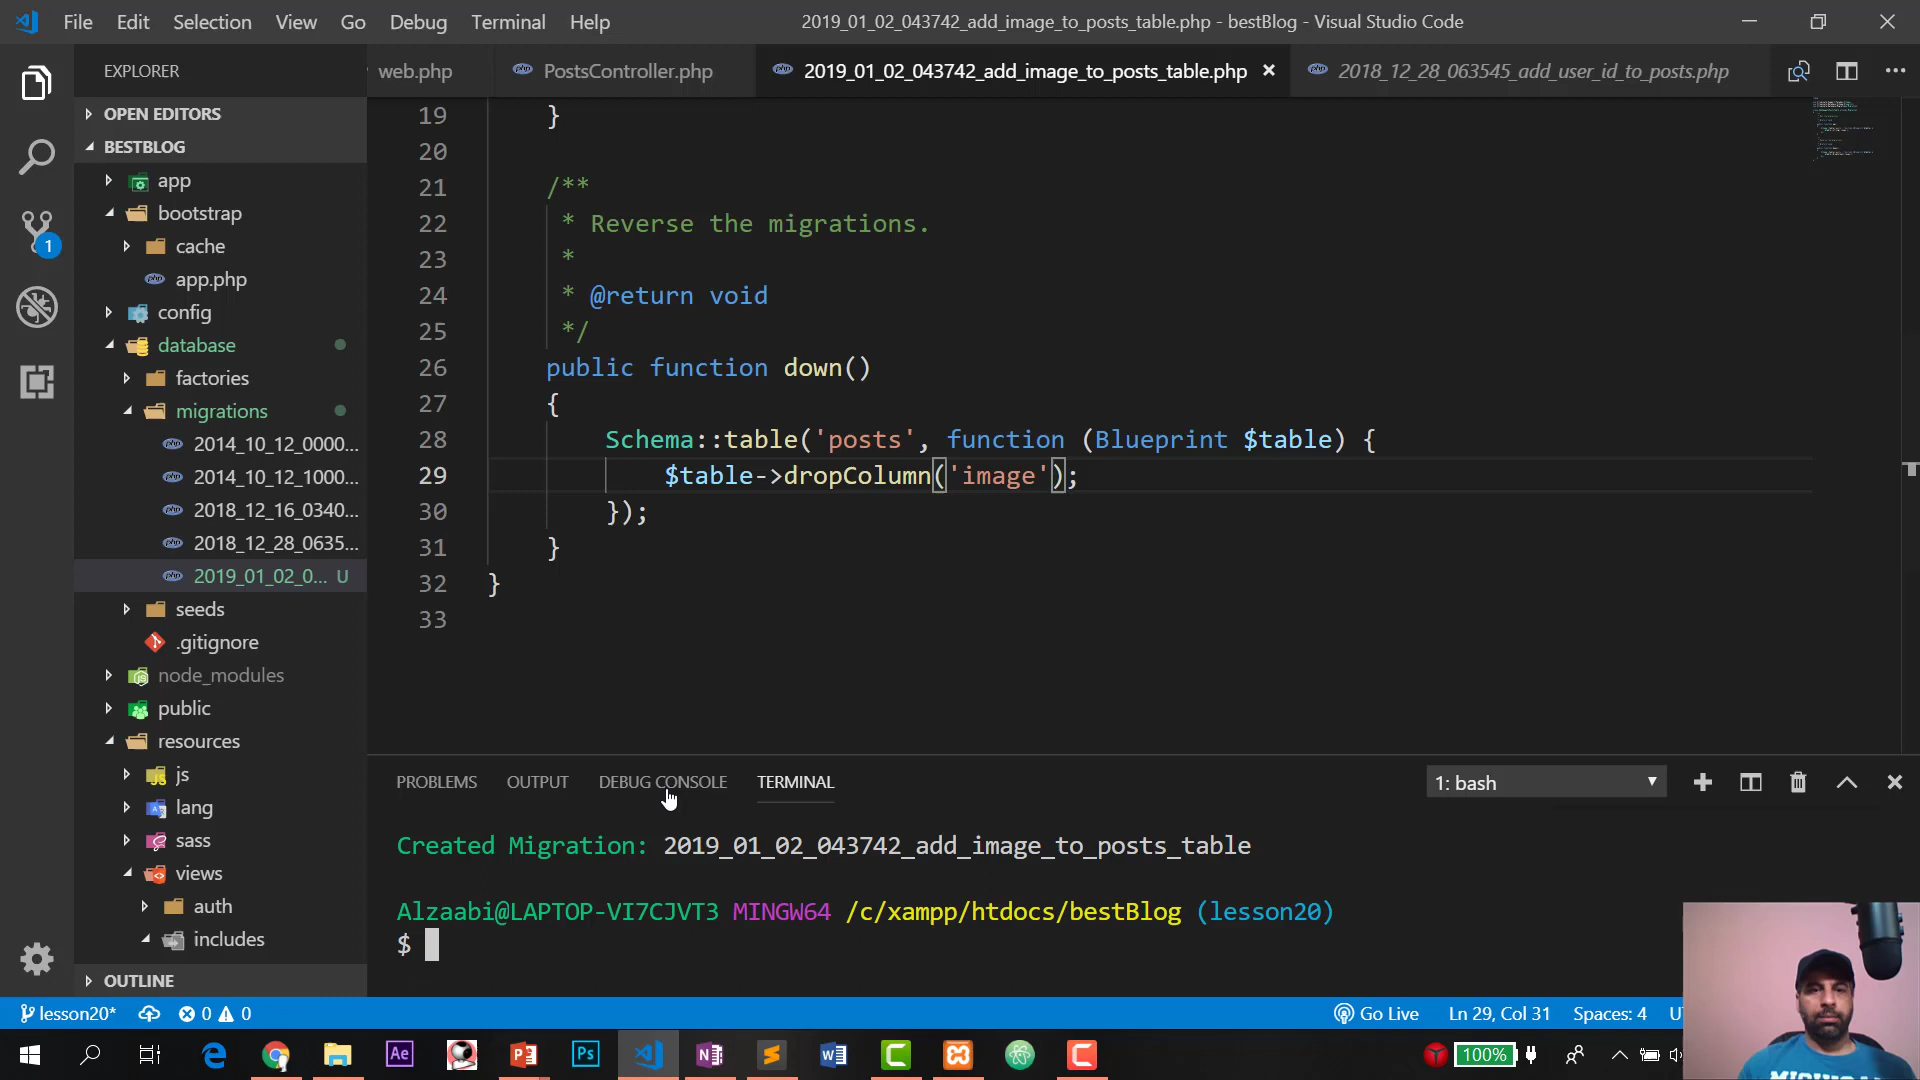 File Edit Selection View Go Debug Terminal Help
2019_01_02_043742_add_image_to_posts_table.php - bestBlog - Visual Studio Code
EXPLORER
web.php
PostsController.php
2019_01_02_043742_add_image_to_posts_table.php
2018_12_28_063545_add_user_id_to_posts.php
OPEN EDITORS
BESTBLOG
app
bootstrap
cache
app.php
config
database
factories
migrations
2014_10_12_0000...
2014_10_12_1000...
2018_12_16_0340...
2018_12_28_0635...
2019_01_02_0... U
seeds
.gitignore
node_modules
public
resources
js
lang
sass
views
auth
includes
OUTLINE
1
19 }
20
21 /**
22 * Reverse the migrations.
23 *
24 * @return void
25 */
26 public function down()
27 {
28 Schema::table('posts', function (Blueprint $table) {
29 $table->dropColumn('image');
30 });
31 }
32 }
33
PROBLEMS OUTPUT DEBUG CONSOLE TERMINAL
1: bash
Created Migration: 2019_01_02_043742_add_image_to_posts_table
Alzaabi@LAPTOP-VI7CJVT3 MINGW64 /c/xampp/htdocs/bestBlog (lesson20)
$
lesson20* 0 0
Go Live Ln 29, Col 31 Spaces: 4
100%